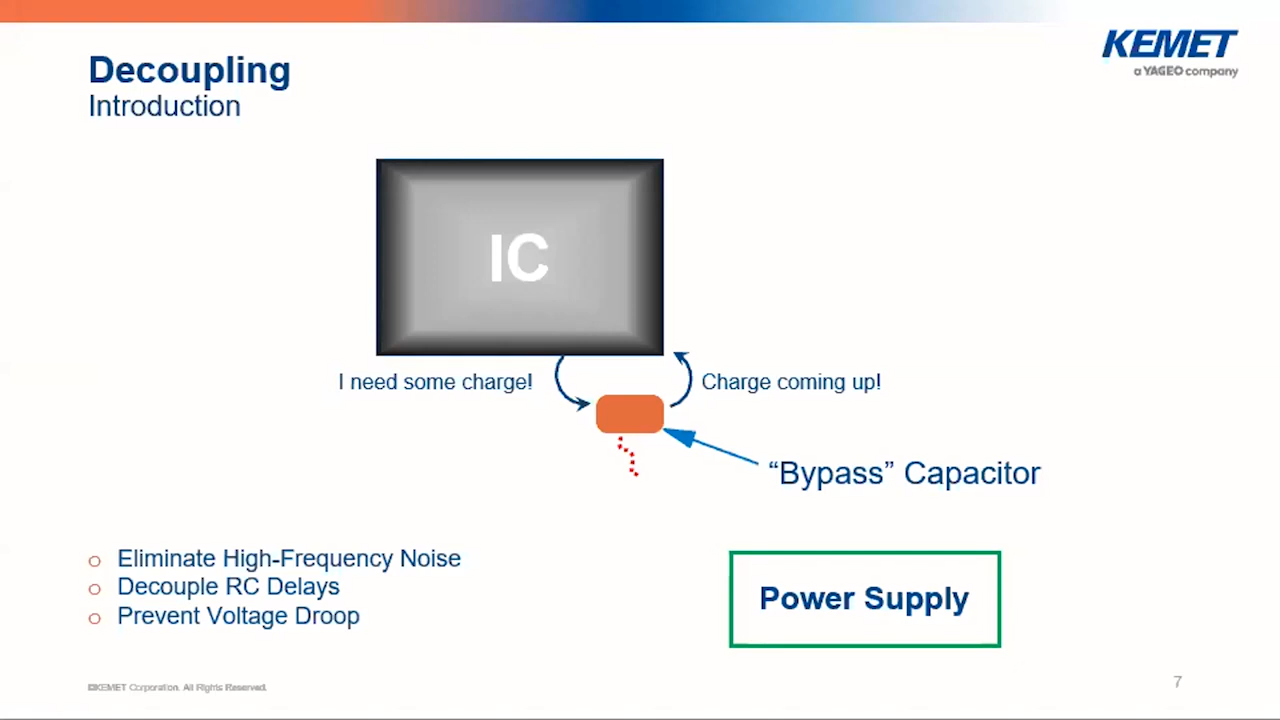 KEMET
a YAGEO company
Decoupling
Introduction
IC
I need some charge!
Charge coming up!
“Bypass” Capacitor
o Eliminate High-Frequency Noise
o Decouple RC Delays
o Prevent Voltage Droop
Power Supply
©KEMET Corporation. All Rights Reserved.
7